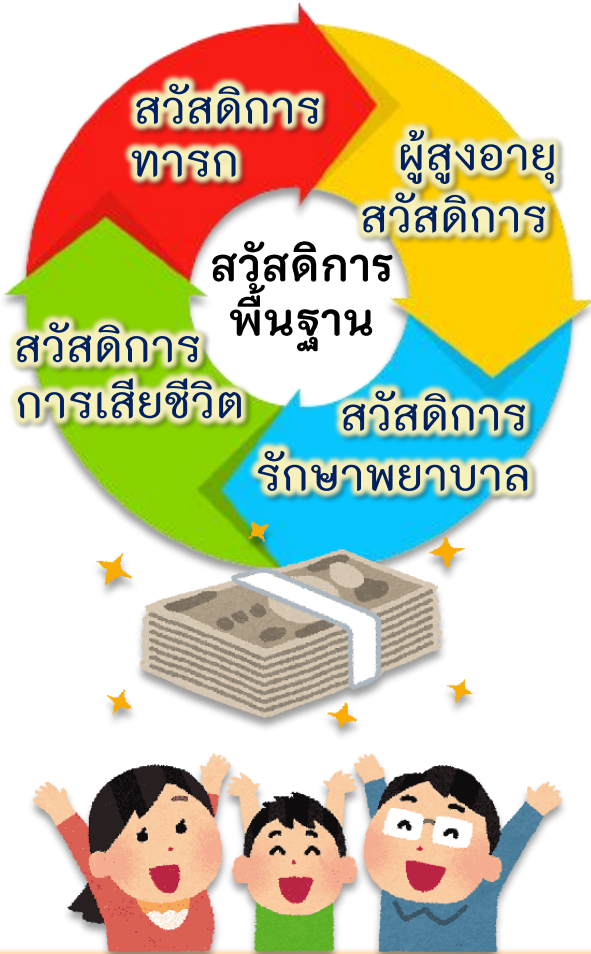 สวัสดิการ
ทารก
ผู้สูงอายุ
สวัสดิการ
สวัสดิการ
พื้นฐาน
สวัสดิการ
การเสียชีวิต
สวัสดิการ
รักษาพยาบาล